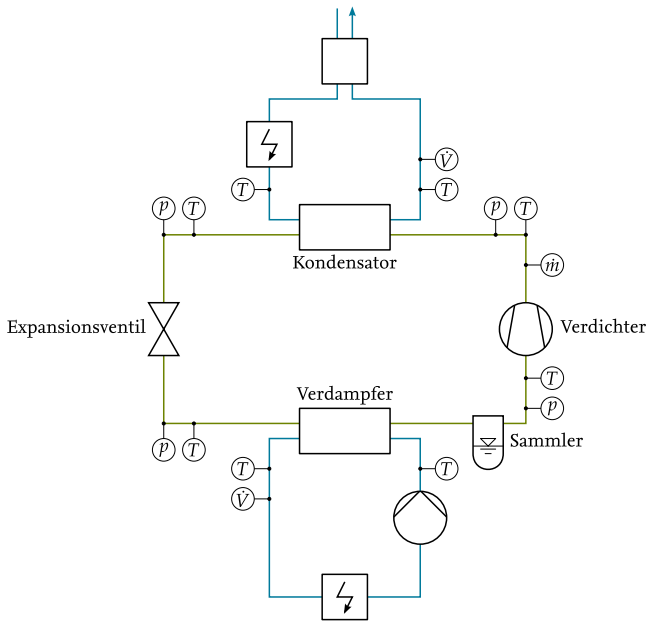 V̇
T
T
p
T
p
T
Kondensator
ṁ
Expansionsventil
Verdichter
T
Verdampfer
p
Sammler
p
T
T
T
V̇